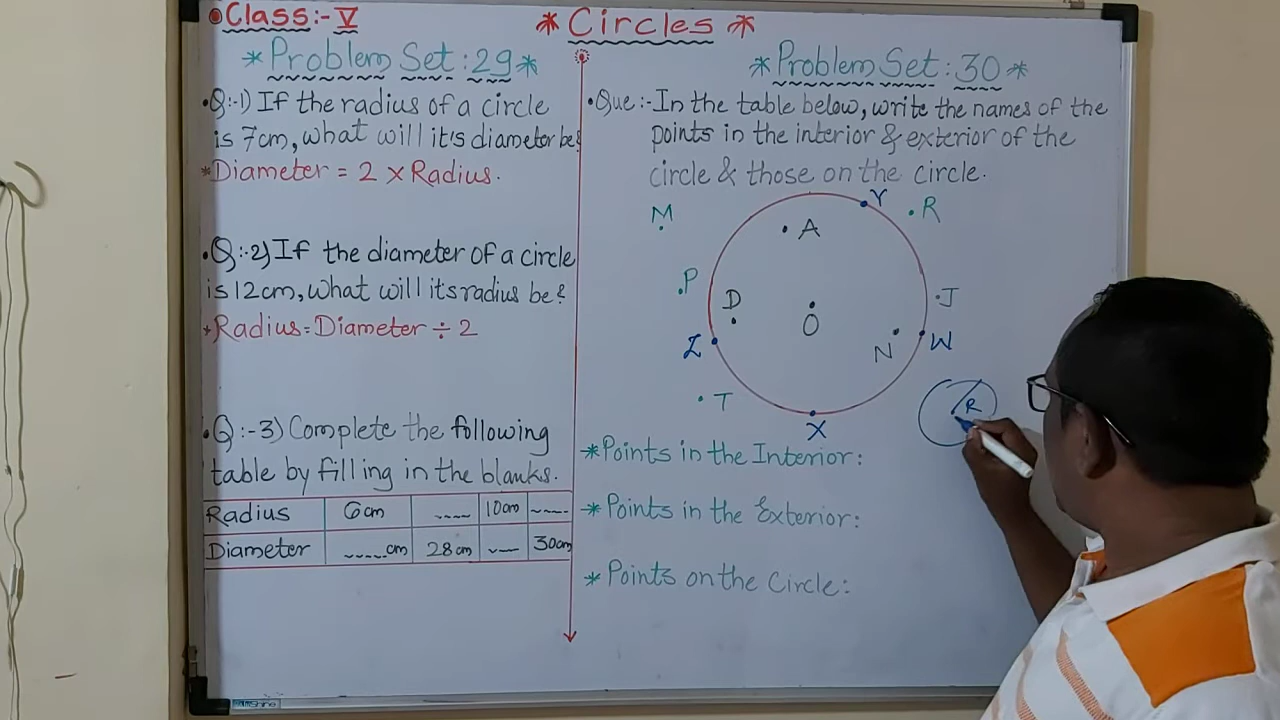 Class:- V
* Circles *
* Problem Set : 29 *
Q:-1) If the radius of a circle
is 7cm, what will it's diameter be?
* Diameter = 2 × Radius.
Q:-2) If the diameter of a circle
is 12cm, what will its radius be?
* Radius = Diameter ÷ 2
Q:-3) Complete the following
table by filling in the blanks.
Radius 6cm ---- 10cm ----
Diameter -----cm 28cm --- 30cm
* Problem Set : 30 *
Que:- In the table below, write the names of the
points in the interior & exterior of the
circle & those on the circle.
Y
M A R
P D J
O
Z N W
T R
X
* Points in the Interior:
* Points in the Exterior:
* Points on the Circle: